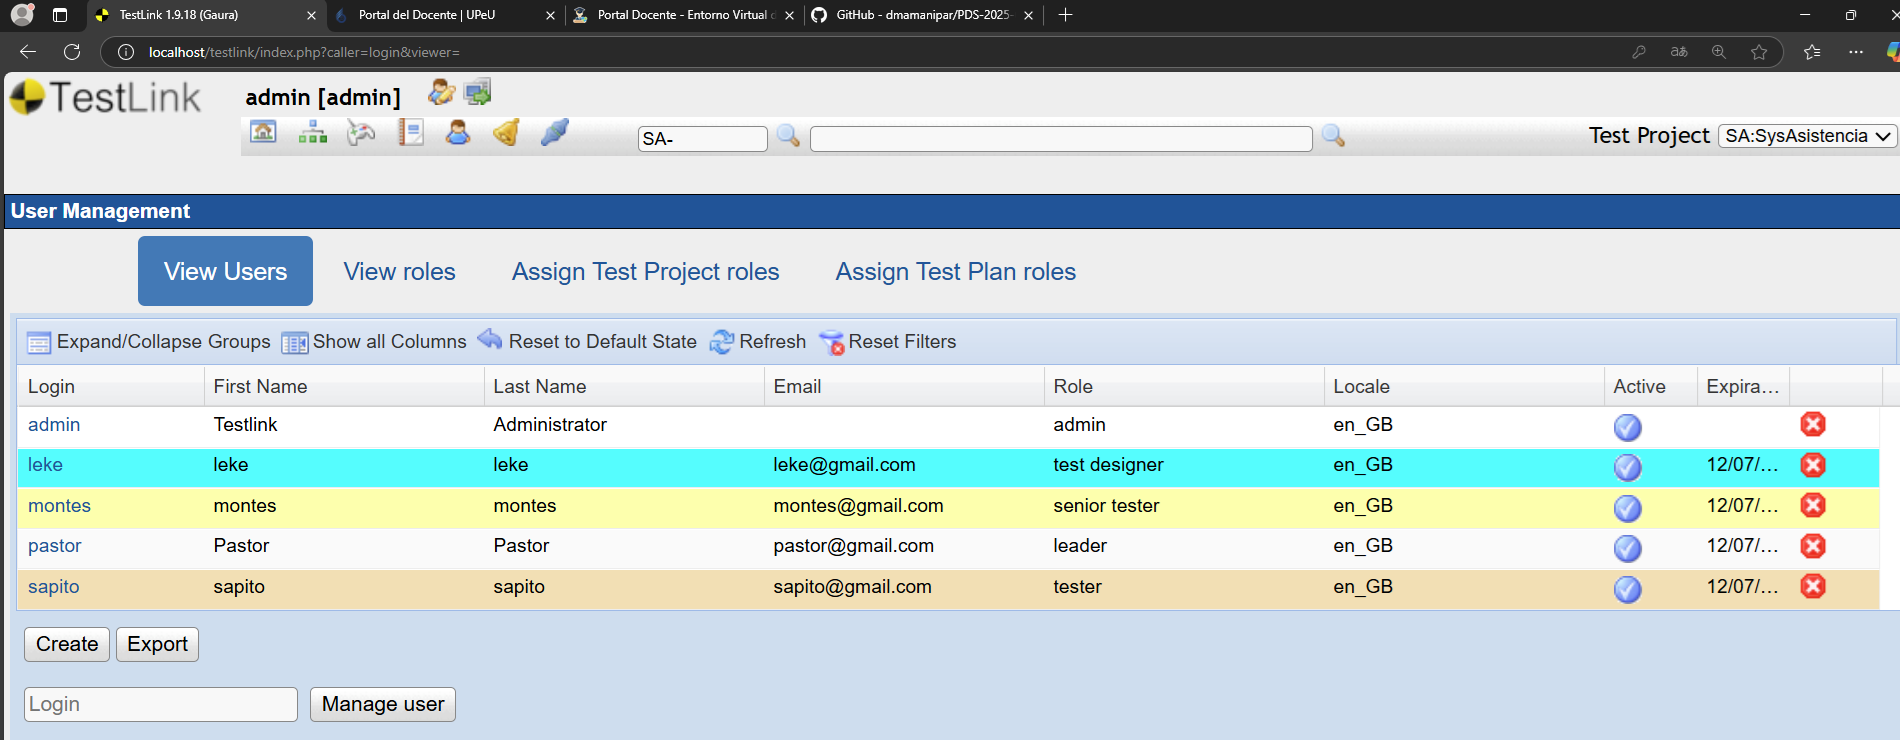 TestLink 1.9.18 (Gaura)
Portal del Docente | UPeU
Portal Docente - Entorno Virtual d
GitHub - dmamanipar/PDS-2025-
localhost/testlink/index.php?caller=login&viewer=
TestLink
admin [admin]
SA-
Test Project
SA:SysAsistencia
User Management
View Users
View roles
Assign Test Project roles
Assign Test Plan roles
Expand/Collapse Groups Show all Columns Reset to Default State Refresh Reset Filters
Login First Name Last Name Email Role Locale Active Expira...
admin Testlink Administrator admin en_GB
leke leke leke leke@gmail.com test designer en_GB 12/07/...
montes montes montes montes@gmail.com senior tester en_GB 12/07/...
pastor Pastor Pastor pastor@gmail.com leader en_GB 12/07/...
sapito sapito sapito sapito@gmail.com tester en_GB 12/07/...
Create Export
Login Manage user